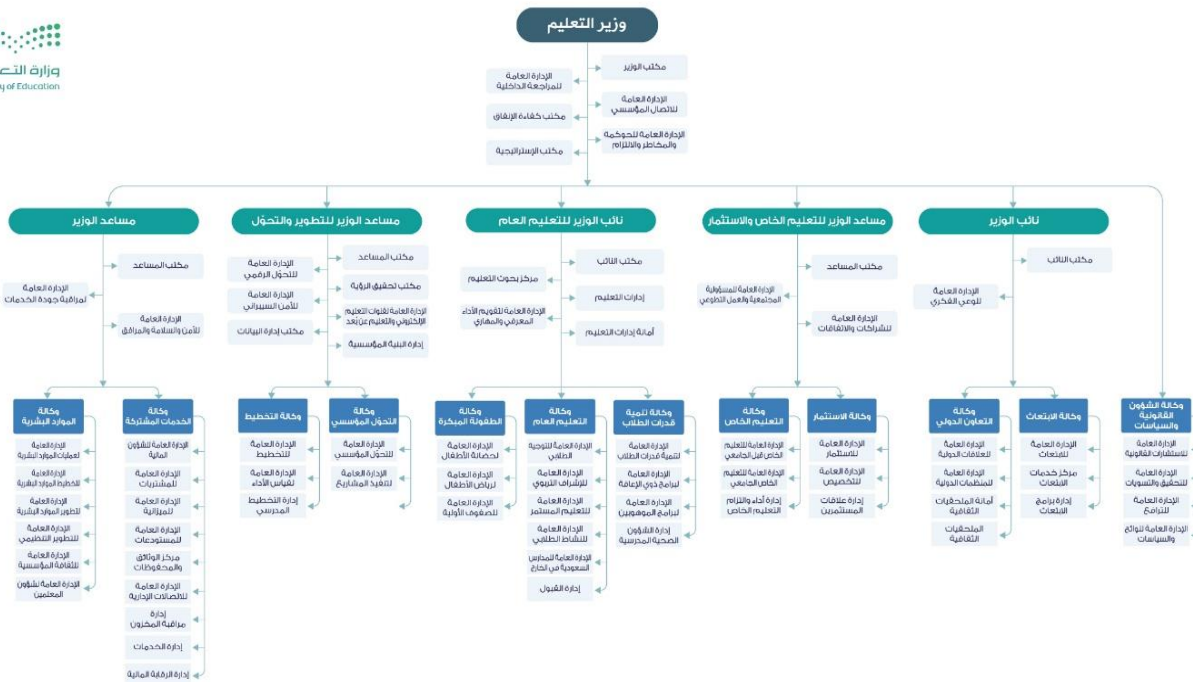 وزارة التعـ
y of Education
وزير التعليم
مكتب الوزير
الإدارة العامة
للمراجعة الداخلية
الإدارة العامة
للاتصال المؤسسي
مكتب كفاءة الإنفاق
الإدارة العامة للحوكمة
والمخاطر والالتزام
مكتب الإستراتيجية
نائب الوزير
مكتب النائب
الإدارة العامة
للوعي الفكري
مساعد الوزير للتعليم الخاص والاستثمار
مكتب المساعد
الإدارة العامة للمسؤولية
المجتمعية والعمل التطوعي
الإدارة العامة
للشراكات والاتفاقات
نائب الوزير للتعليم العام
مكتب النائب
مركز بحوث التعليم
إدارات التعليم
الإدارة العامة لتقويم الأداء
المعرفي والمهاري
أمانة إدارات التعليم
مساعد الوزير للتطوير والتحوّل
مكتب المساعد
الإدارة العامة
للتحوّل الرقمي
مكتب تحقيق الرؤية
الإدارة العامة
للأمن السيبراني
الإدارة العامة لقنوات التعليم
الإلكتروني والتعليم عن بُعد
مكتب إدارة البيانات
إدارة البنية المؤسسية
مساعد الوزير
مكتب المساعد
الإدارة العامة
لمراقبة جودة الخدمات
الإدارة العامة
للأمن والسلامة والمرافق
وكالة الشؤون
القانونية
والسياسات
الإدارة العامة
للاستشارات القانونية
الإدارة العامة
للتحقيق والتسويات
الإدارة العامة
للترافع
الإدارة العامة للوائح
والسياسات
وكالة الابتعاث
الإدارة العامة
للابتعاث
مركز خدمات
الابتعاث
إدارة برامج
الابتعاث
وكالة
التعاون الدولي
الإدارة العامة
للعلاقات الدولية
الإدارة العامة
للمنظمات الدولية
أمانة الملحقيات
الثقافية
الملحقيات
الثقافية
وكالة الاستثمار
الإدارة العامة
للاستثمار
الإدارة العامة
للتخصيص
إدارة علاقات
المستثمرين
وكالة
التعليم الخاص
الإدارة العامة للتعليم
الخاص قبل الجامعي
الإدارة العامة للتعليم
الخاص الجامعي
إدارة أداء والتزام
التعليم الخاص
وكالة تنمية
قدرات الطلاب
الإدارة العامة
لتنمية قدرات الطلاب
الإدارة العامة
لبرامج ذوي الإعاقة
الإدارة العامة
لبرامج الموهوبين
إدارة الشؤون
الصحية المدرسية
وكالة
التعليم العام
الإدارة العامة للتوجيه
الطلابي
الإدارة العامة
للإشراف التربوي
الإدارة العامة
للتعليم المستمر
الإدارة العامة
للنشاط الطلابي
الإدارة العامة للمدارس
السعودية في الخارج
إدارة القبول
وكالة
الطفولة المبكرة
الإدارة العامة
لحضانة الأطفال
الإدارة العامة
لرياض الأطفال
الإدارة العامة
للصفوف الأولية
وكالة
التحوّل المؤسسي
الإدارة العامة
للتحوّل المؤسسي
الإدارة العامة
لتنفيذ المشاريع
وكالة التخطيط
الإدارة العامة
للتخطيط
الإدارة العامة
لقياس الأداء
إدارة التخطيط
المدرسي
وكالة
الخدمات المشتركة
الإدارة العامة للشؤون
المالية
الإدارة العامة
للمشتريات
الإدارة العامة
للميزانية
الإدارة العامة
للمستودعات
مركز الوثائق
والمحفوظات
الإدارة العامة
للاتصالات الإدارية
إدارة
مراقبة المخزون
إدارة الخدمات
إدارة الرقابة المالية
وكالة
الموارد البشرية
الإدارة العامة
لعمليات الموارد البشرية
الإدارة العامة
لتخطيط الموارد البشرية
الإدارة العامة
لتطوير الموارد البشرية
الإدارة العامة
للتطوير التنظيمي
الإدارة العامة
للثقافة المؤسسية
الإدارة العامة لشؤون
المعلمين